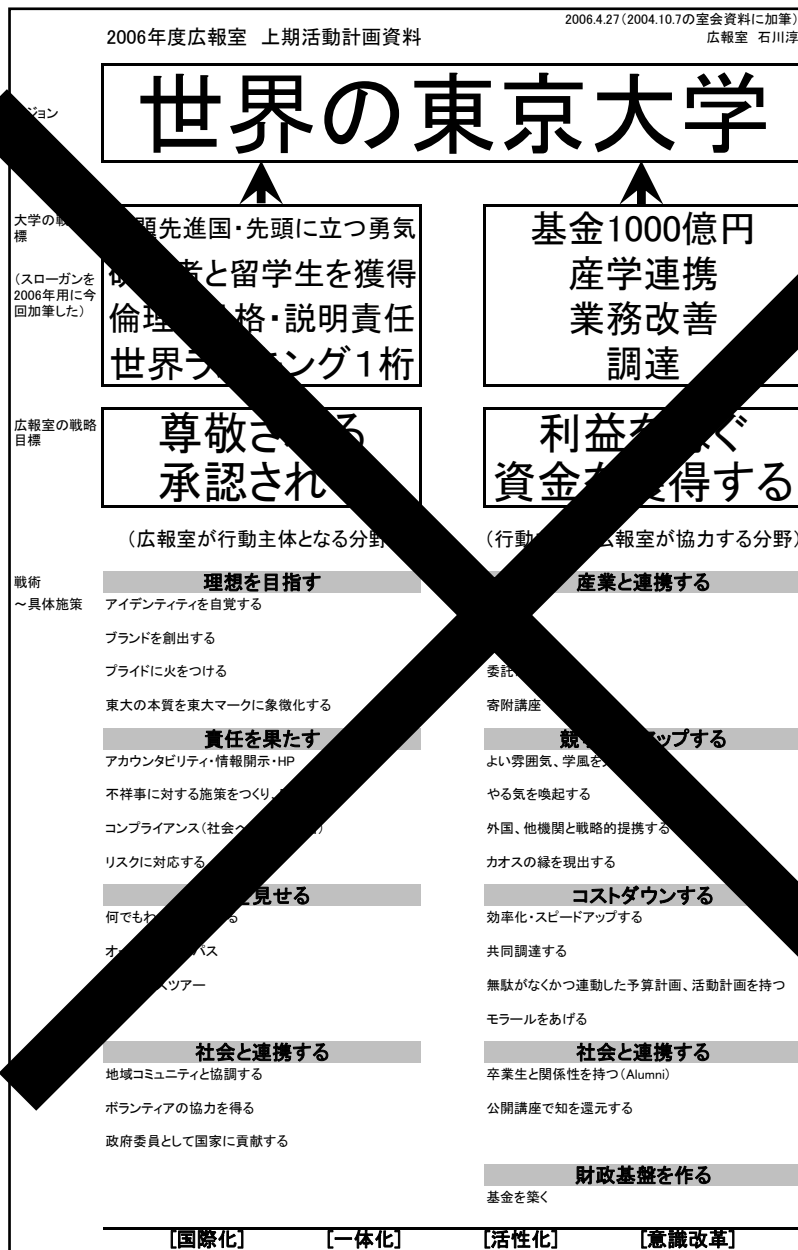 2006.4.27(2004.10.7の室会資料に加筆)
2006年度広報室 上期活動計画資料
広報室 石川淳
世界の東京大学
ジョン
大学の戦
標
(スローガンを
2006年用に今
回加筆した)
先進国・先頭に立つ勇気
者と留学生を獲得
倫理 格・説明責任
世界ラ ング1桁
基金1000億円
産学連携
業務改善
調達
広報室の戦略
目標
尊敬さ る
承認され
利益を ぐ
資金を 得する
(広報室が行動主体となる分野
(行動 報室が協力する分野)
戦術
~具体施策
理想を目指す
アイデンティティを自覚する
ブランドを創出する
プライドに火をつける
東大の本質を東大マークに象徴化する
責任を果たす
アカウンタビリティ・情報開示・HP
不祥事に対する施策をつくり、
コンプライアンス(社会へ
リスクに対応する
見せる
何でもわ る
オ パス
ツアー
社会と連携する
地域コミュニティと協調する
ボランティアの協力を得る
政府委員として国家に貢献する
産業と連携する
委託
寄附講座
競 アップする
よい雰囲気、学風を
やる気を喚起する
外国、他機関と戦略的提携する
カオスの縁を現出する
コストダウンする
効率化・スピードアップする
共同調達する
無駄がなくかつ連動した予算計画、活動計画を持つ
モラールをあげる
社会と連携する
卒業生と関係性を持つ(Alumni)
公開講座で知を還元する
財政基盤を作る
基金を築く
[国際化] [一体化] [活性化] [意識改革]